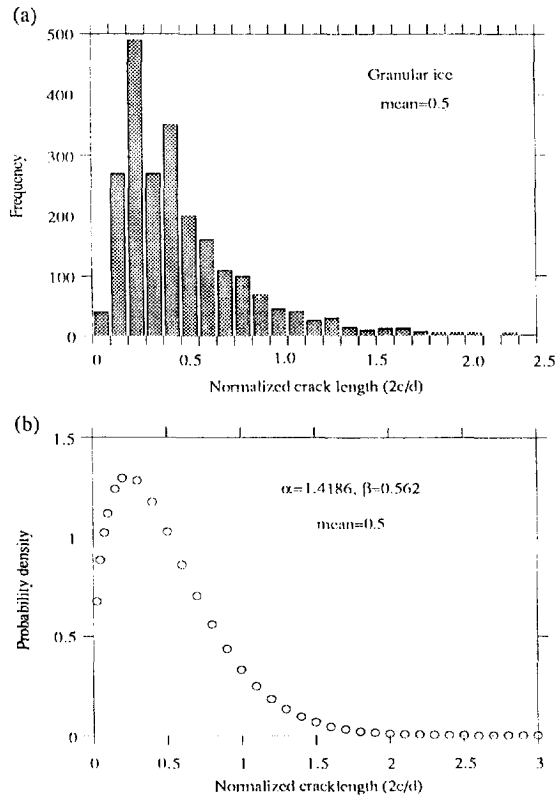 (a)
500
400
300
200
100
0
Frequency
Granular ice
mean=0.5
0 0.5 1.0 1.5 2.0 2.5
Normalized crack length (2c/d)
(b)
1.5
1
0.5
0
Probability density
α=1.4186, β=0.562
mean=0.5
0 0.5 1 1.5 2 2.5 3
Normalized cracklength (2c/d)